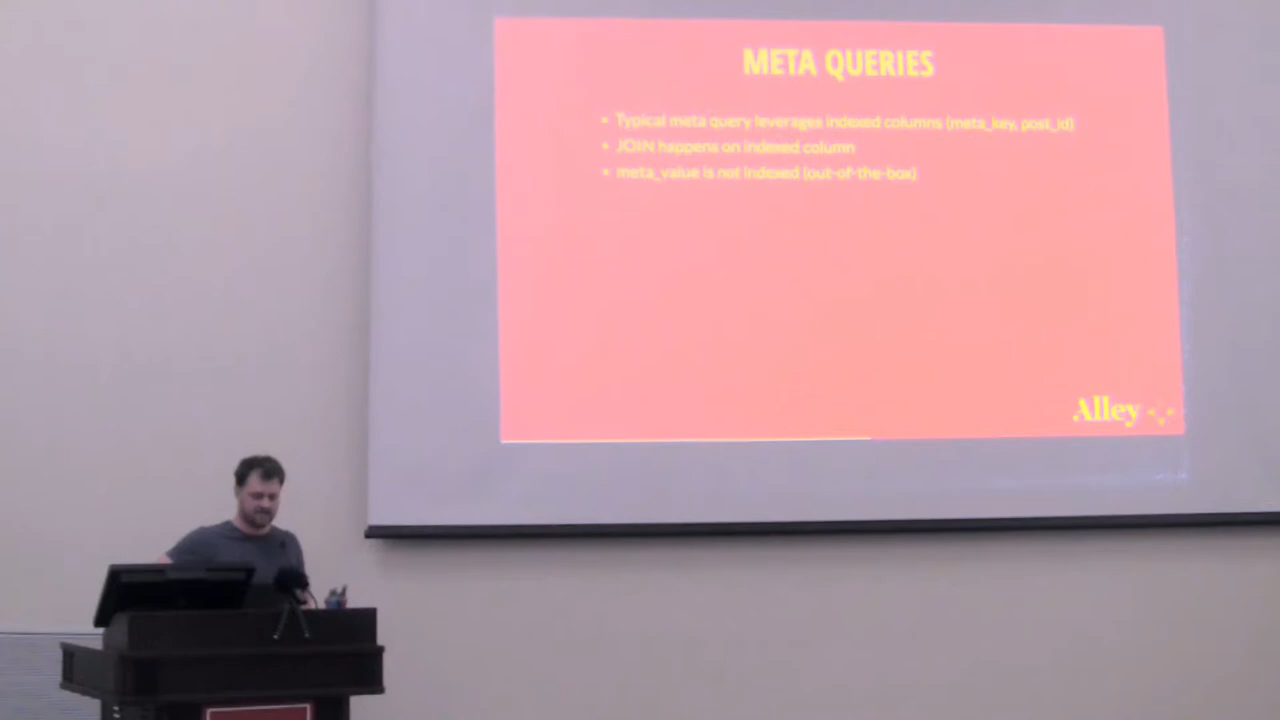 META QUERIES
• Typical meta query leverages indexed columns (meta_key, post_id)
• JOIN happens on indexed column
• meta_value is not indexed (out-of-the-box)
Alley